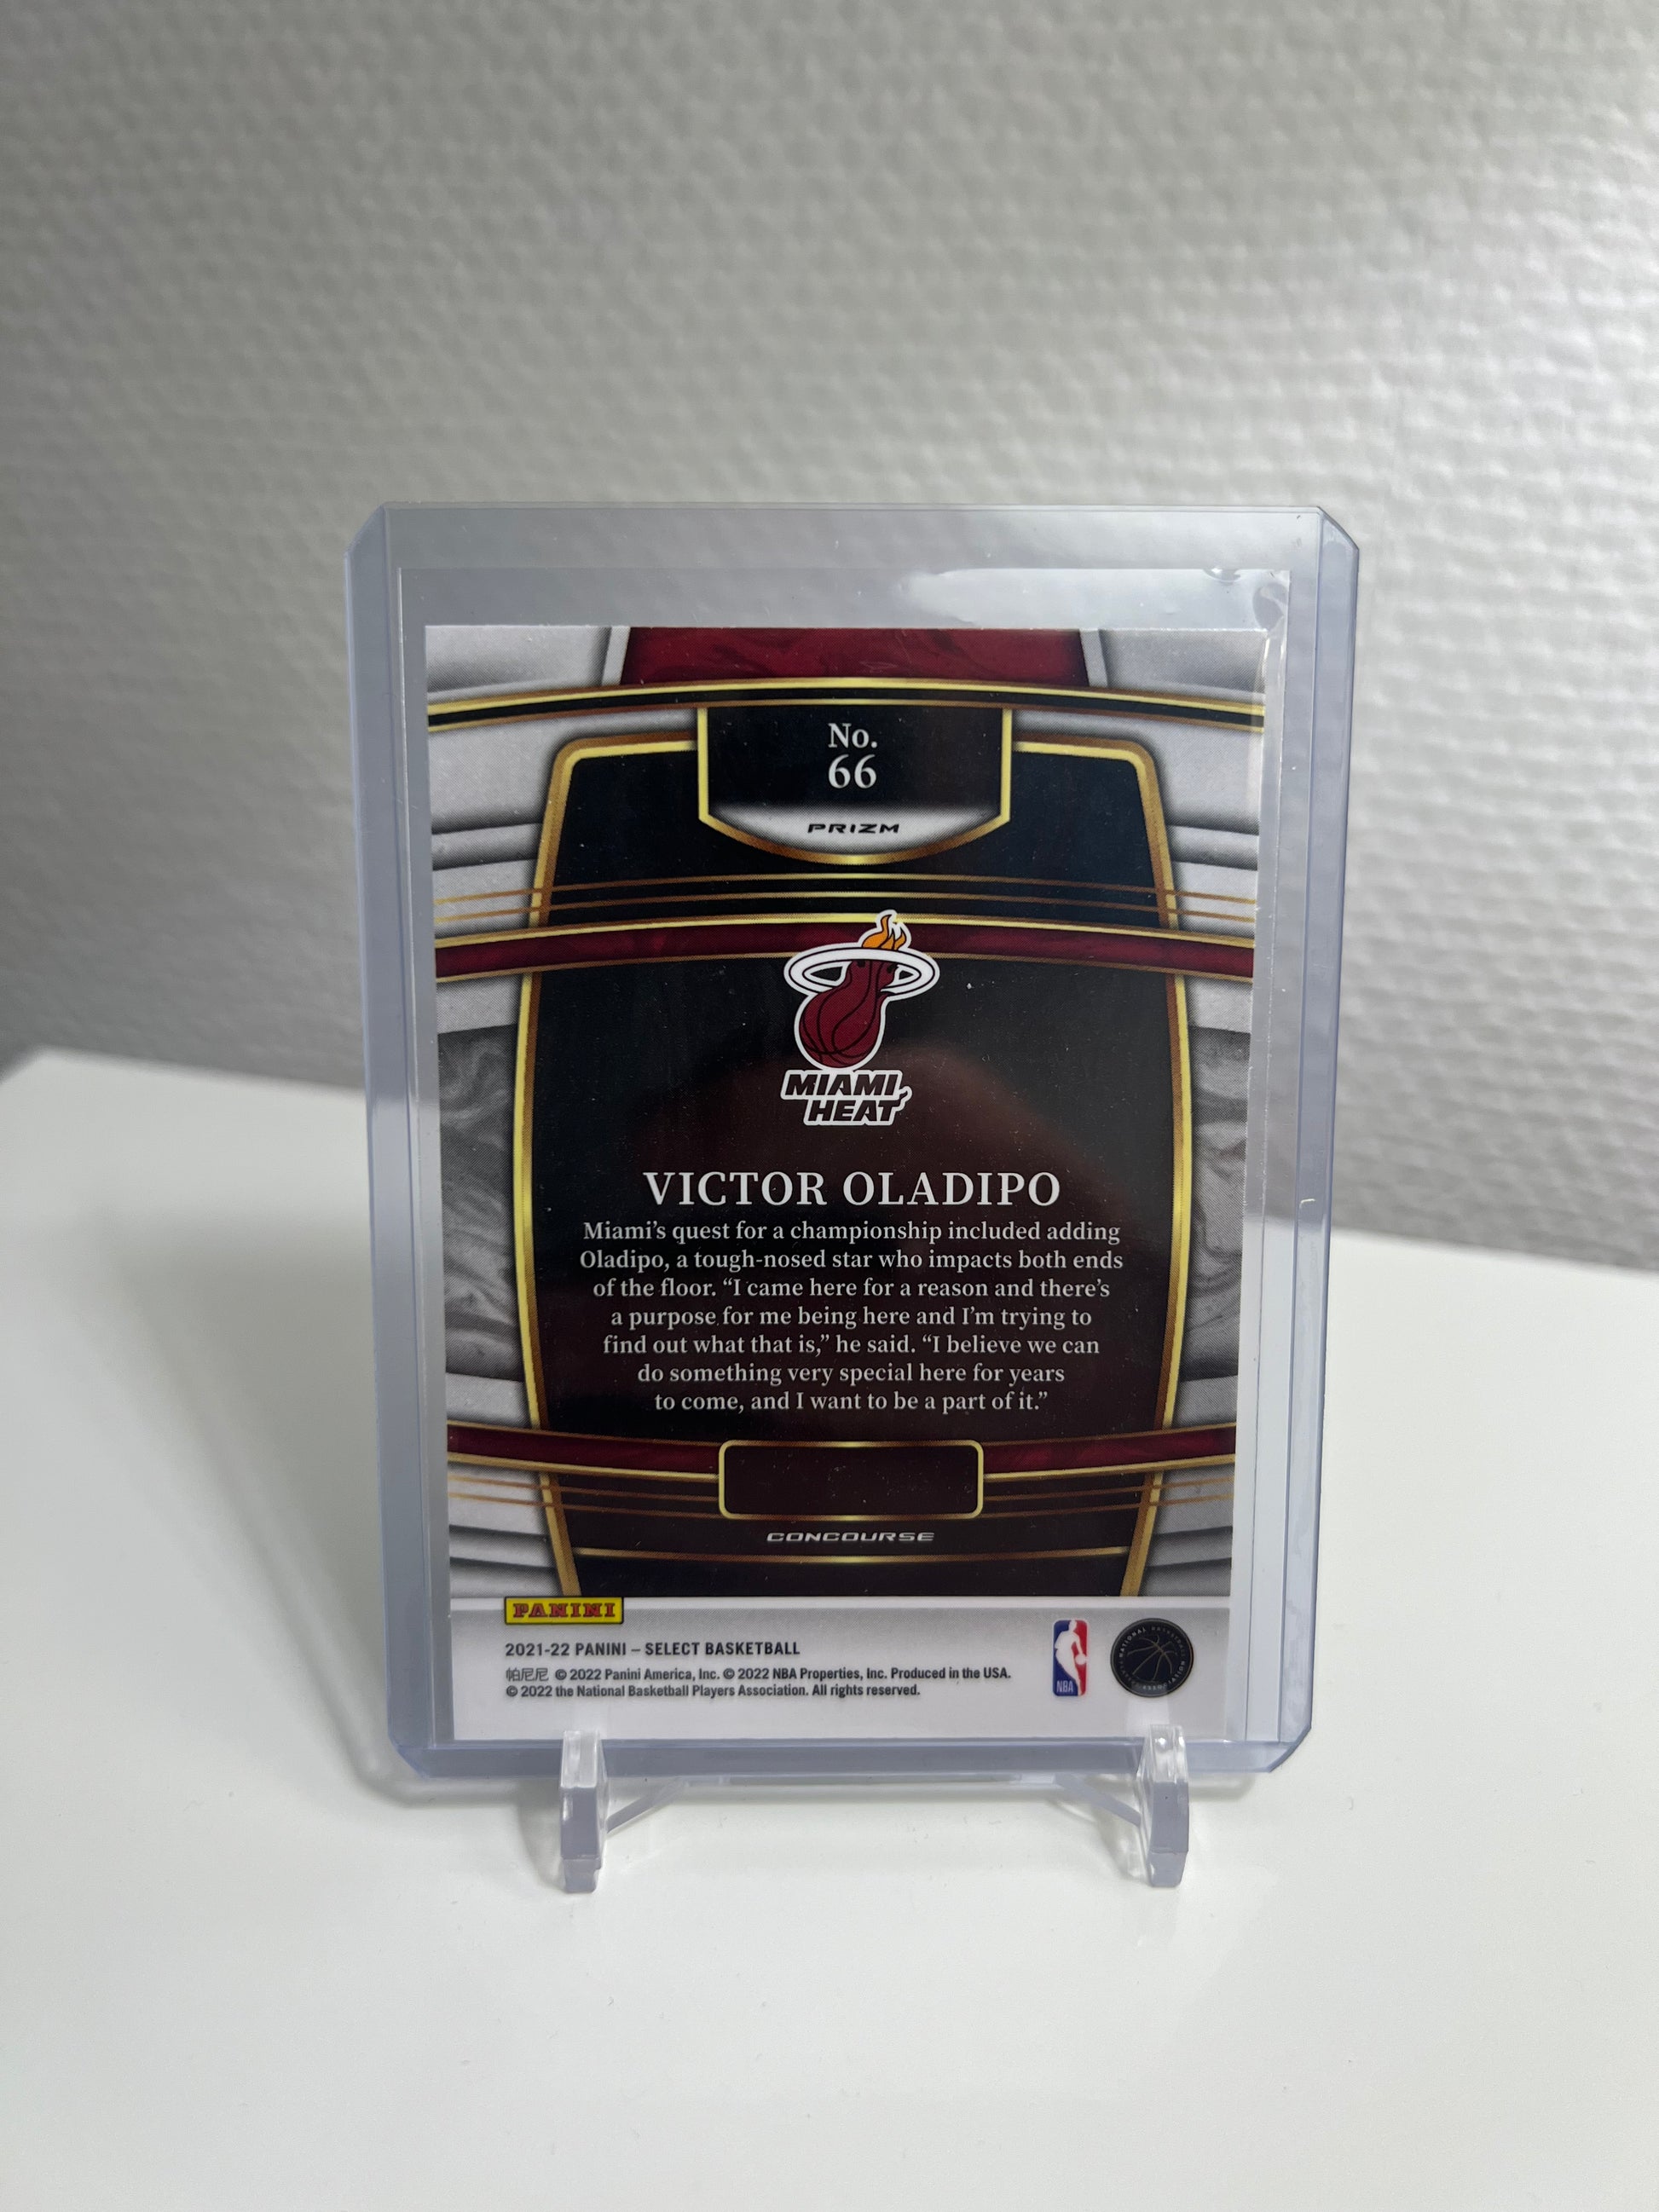 No.
66
PRIZM
MIAMI
HEAT
VICTOR OLADIPO
Miami’s quest for a championship included adding
Oladipo, a tough-nosed star who impacts both ends
of the floor. “I came here for a reason and there’s
a purpose for me being here and I’m trying to
find out what that is,” he said. “I believe we can
do something very special here for years
to come, and I want to be a part of it.”
CONCOURSE
PANINI
2021-22 PANINI – SELECT BASKETBALL
帕尼尼 © 2022 Panini America, Inc. © 2022 NBA Properties, Inc. Produced in the USA.
© 2022 the National Basketball Players Association. All rights reserved.
NBA
NATIONAL BASKETBALL
ASSOCIATION